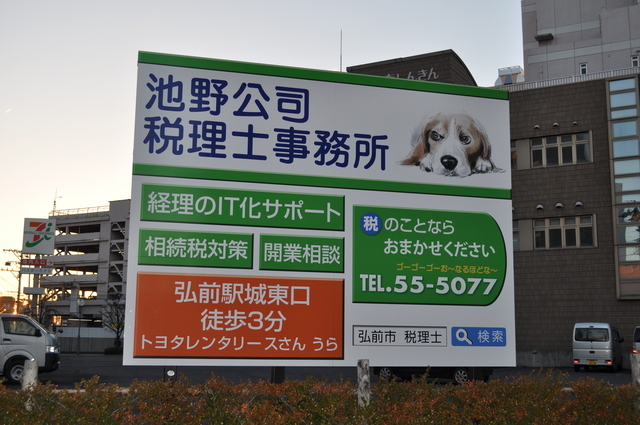 しんきん
池野公司
税理士事務所
経理のIT化サポート
相続税対策
開業相談
税のことなら
おまかせください
ゴーゴーゴーお〜なるほどな〜
TEL.55-5077
弘前駅城東口
徒歩3分
トヨタレンタリースさん うら
弘前市 税理士
検索